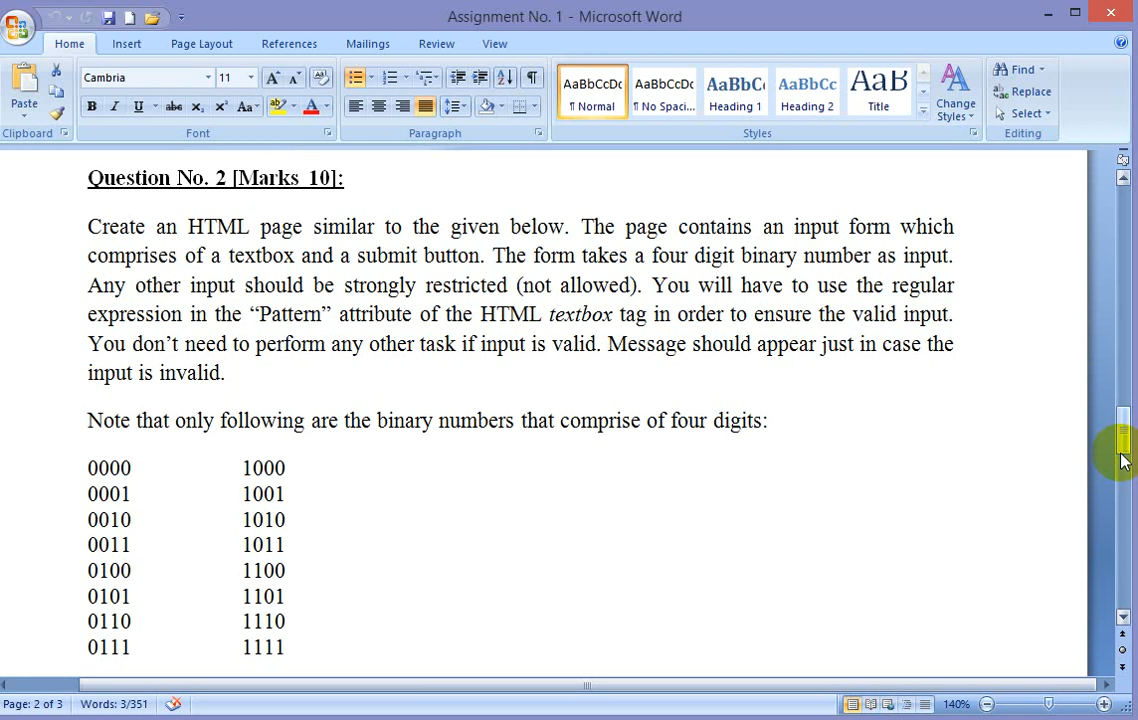 Assignment No. 1 - Microsoft Word
Home Insert Page Layout References Mailings Review View
Cambria 11
AaBbCcDc AaBbCcDc AaBbCc AaBbCc AaB
Paste
B I U abc X₂ X² Aa A
¶ Normal ¶ No Spaci... Heading 1 Heading 2 Title
Change Styles
Find
Replace
Select
Clipboard Font Paragraph Styles Editing
Question No. 2 [Marks 10]:
Create an HTML page similar to the given below. The page contains an input form which
comprises of a textbox and a submit button. The form takes a four digit binary number as input.
Any other input should be strongly restricted (not allowed). You will have to use the regular
expression in the “Pattern” attribute of the HTML textbox tag in order to ensure the valid input.
You don’t need to perform any other task if input is valid. Message should appear just in case the
input is invalid.
Note that only following are the binary numbers that comprise of four digits:
0000 1000
0001 1001
0010 1010
0011 1011
0100 1100
0101 1101
0110 1110
0111 1111
Page: 2 of 3 Words: 3/351 140%